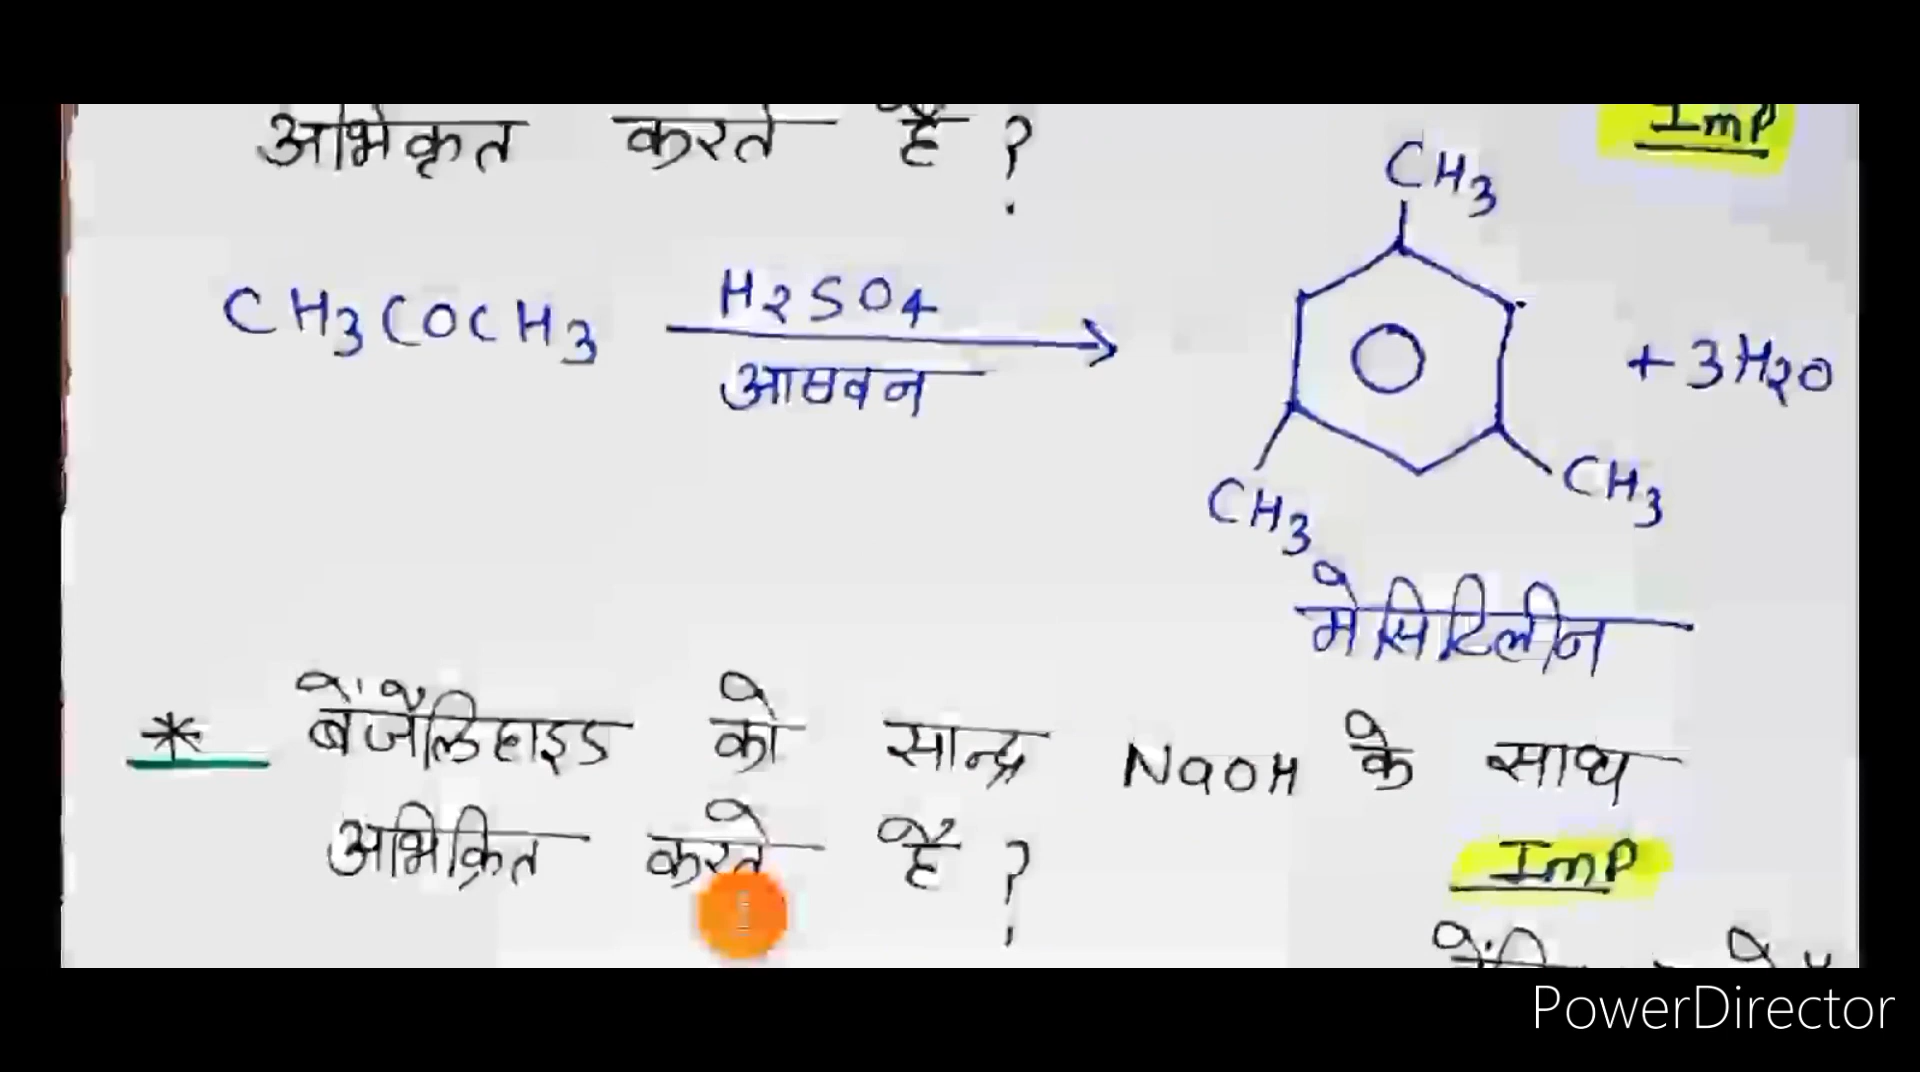 अभिकृत करते है ?
Imp
CH3
CH3COCH3 H2SO4
आसवन
+ 3H2O
CH3
CH3
मेसिटिलीन
* बेंजैल्डिहाइड को सान्द्र NaOH के साथ
अभिक्रित करते है ?
Imp
PowerDirector